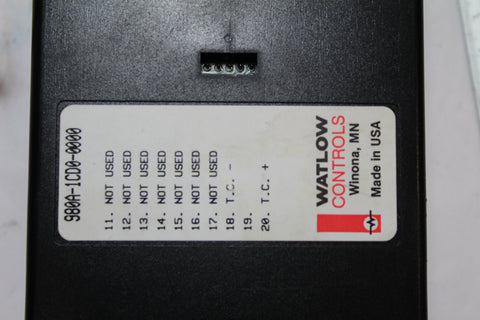 980A-1CD0-0000
11. NOT USED
12. NOT USED
13. NOT USED
14. NOT USED
15. NOT USED
16. NOT USED
17. NOT USED
18. T.C. -
19.
20. T.C. +
WATLOW
CONTROLS
Winona, MN
Made in USA